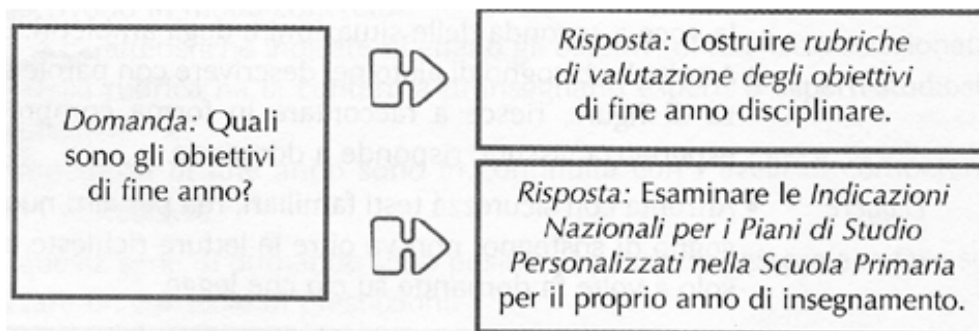 Domanda: Quali
sono gli obiettivi
di fine anno?
Risposta: Costruire rubriche
di valutazione degli obiettivi
di fine anno disciplinare.
Risposta: Esaminare le Indicazioni
Nazionali per i Piani di Studio
Personalizzati nella Scuola Primaria
per il proprio anno di insegnamento.